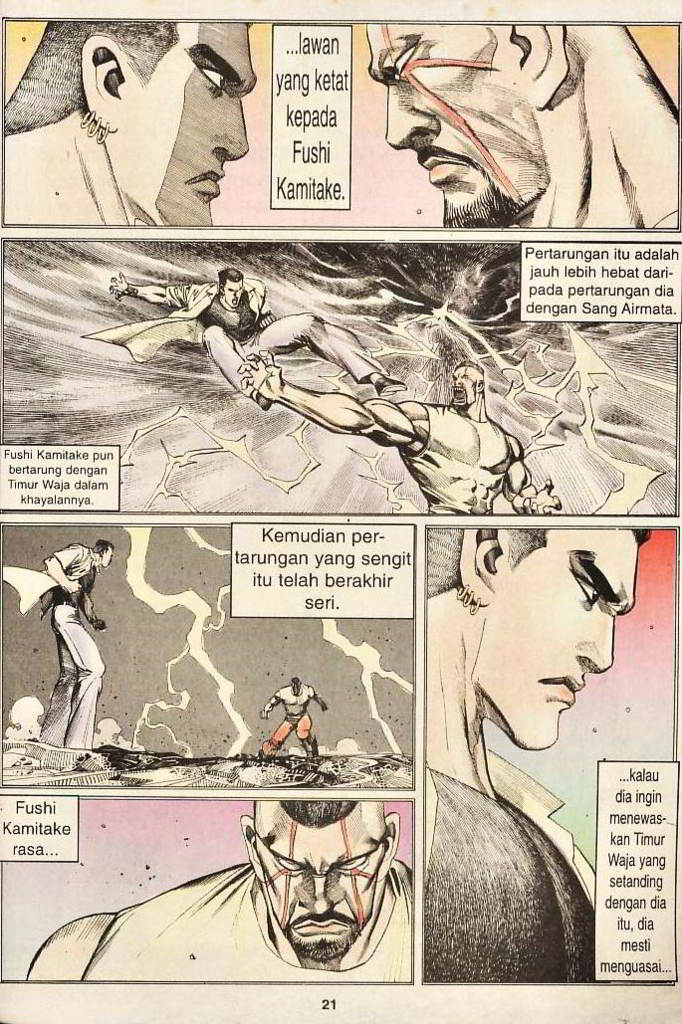 ...lawan
yang ketat
kepada
Fushi
Kamitake.
Pertarungan itu adalah
jauh lebih hebat dari-
pada pertarungan dia
dengan Sang Airmata.
Fushi Kamitake pun
bertarung dengan
Timur Waja dalam
khayalannya.
Kemudian per-
tarungan yang sengit
itu telah berakhir
seri.
Fushi
Kamitake
rasa...
...kalau
dia ingin
menewas-
kan Timur
Waja yang
setanding
dengan dia
itu, dia
mesti
menguasai...
21